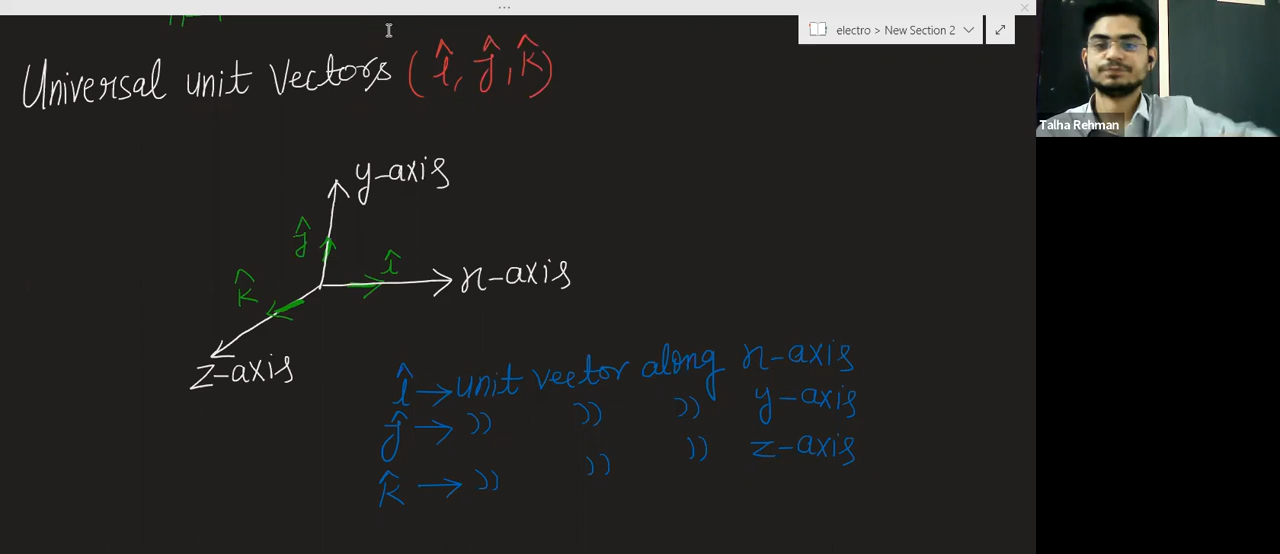 electro > New Section 2
Universal unit vectors (î, ĵ, k̂)
Talha Rehman
y-axis
ĵ
î
k̂
x-axis
z-axis
î → unit vector along x-axis
ĵ → )) )) )) y-axis
k̂ → )) )) )) z-axis